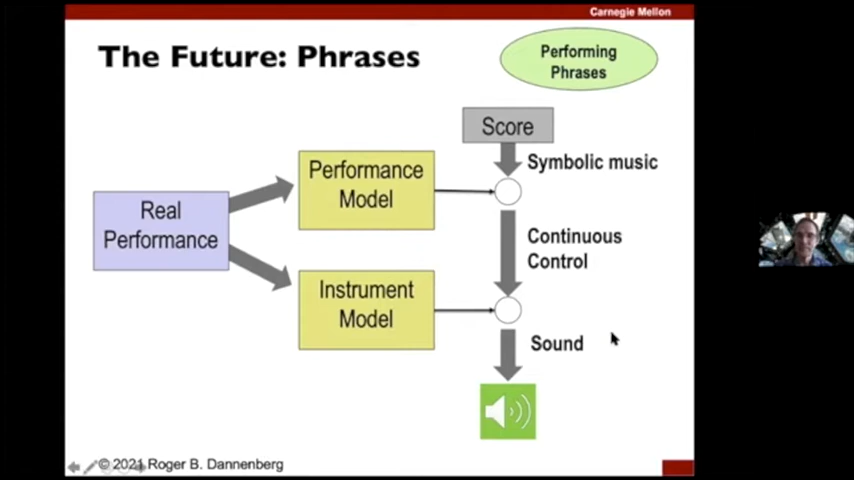 Carnegie Mellon
The Future: Phrases
Performing
Phrases
Score
Symbolic music
Performance
Model
Real
Performance
Continuous
Control
Instrument
Model
Sound
© 2021 Roger B. Dannenberg